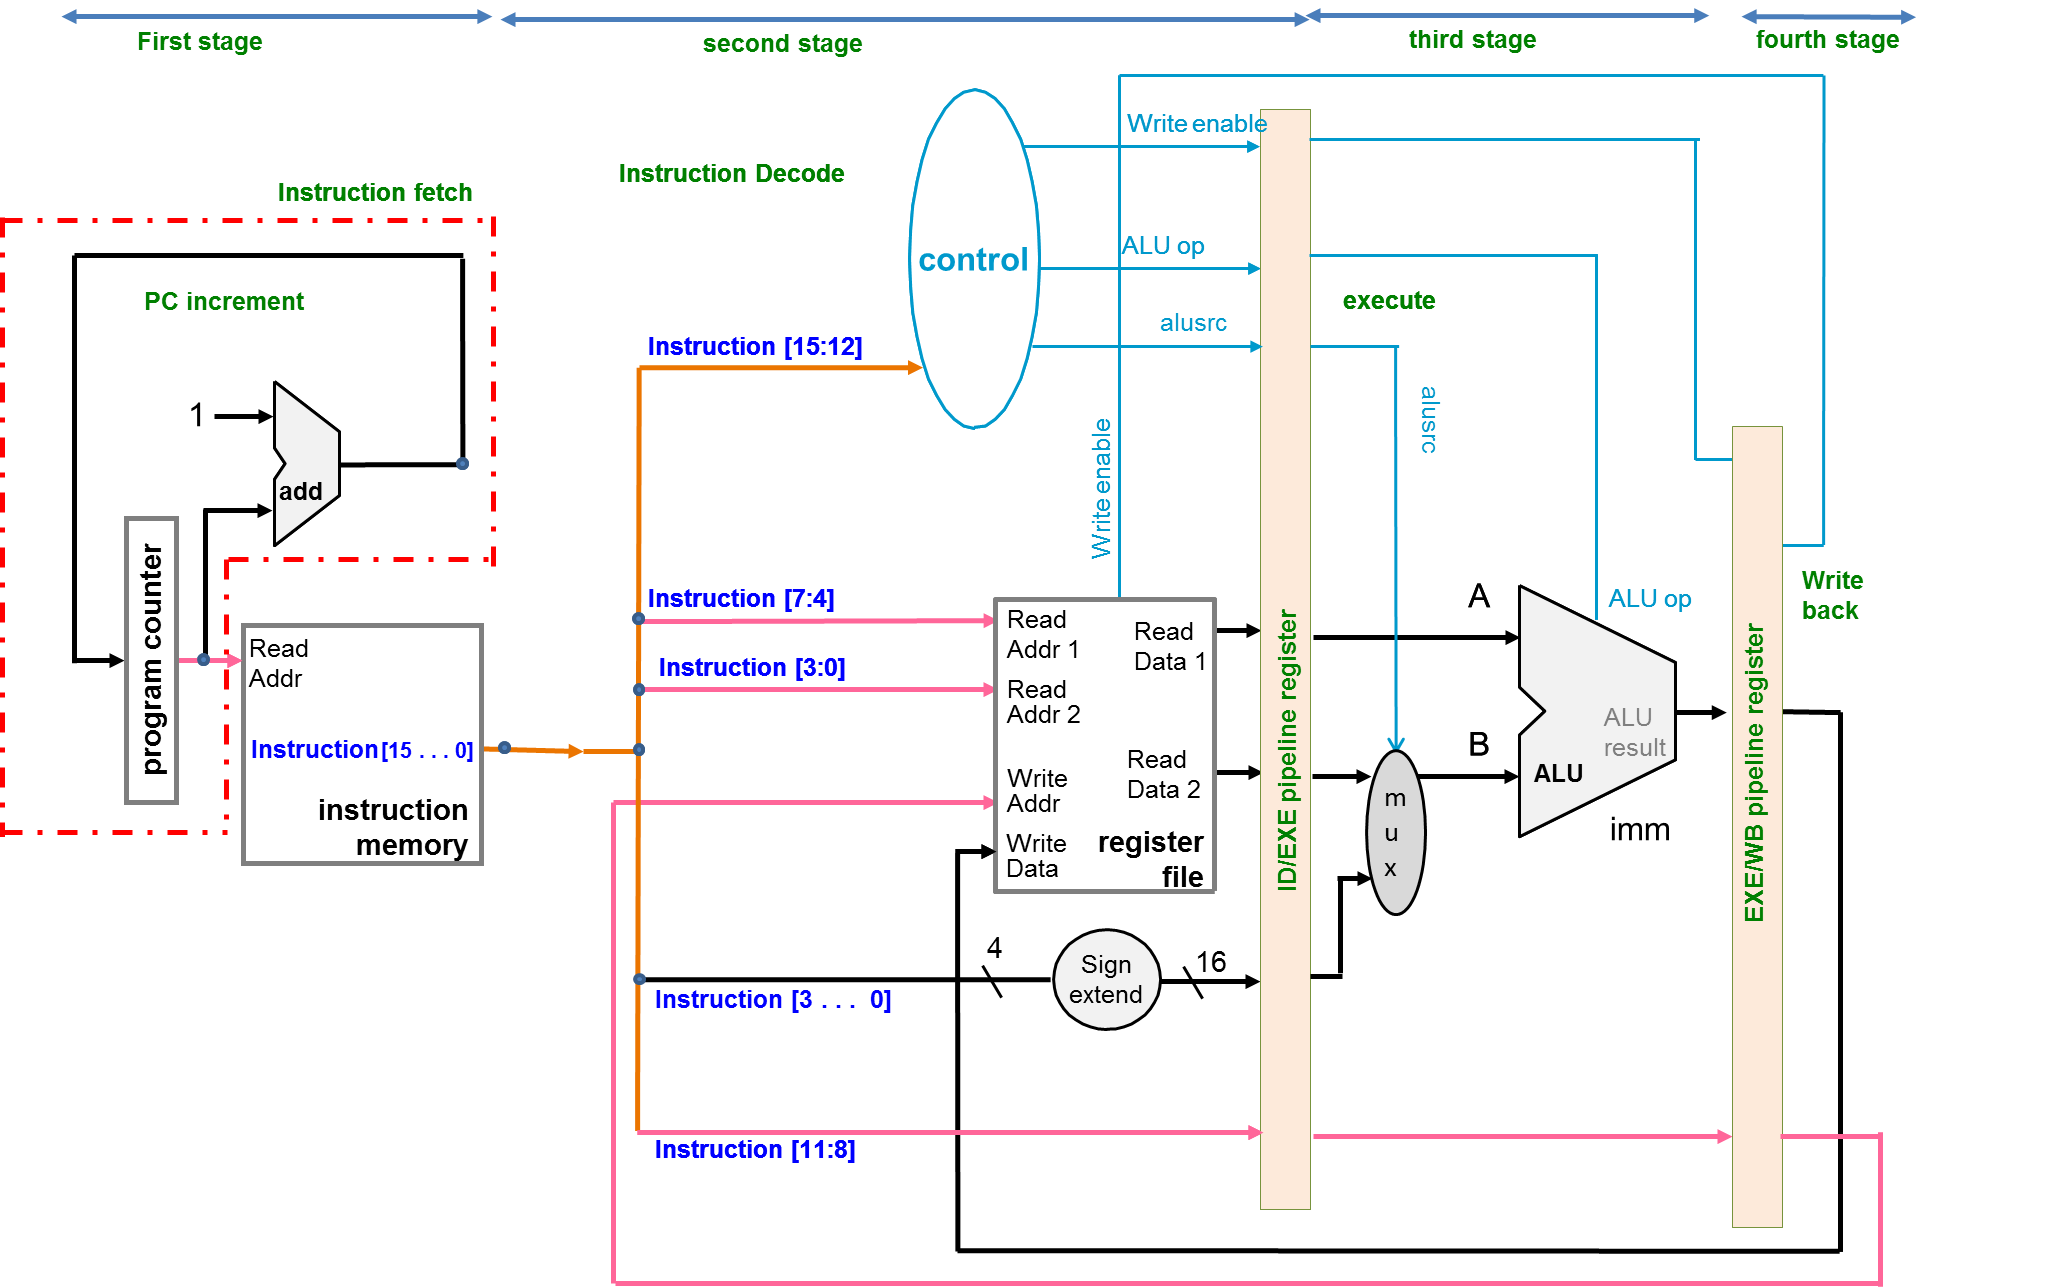 First stage
second stage
third stage
fourth stage
Write enable
Instruction Decode
Instruction fetch
control
ALU op
PC increment
execute
alusrc
Instruction [15:12]
alusrc
1
add
Write enable
program counter
Read
Addr
Instruction[15 . . . 0]
instruction
memory
Instruction [7:4]
Instruction [3:0]
Read
Addr 1
Read
Addr 2
Write
Addr
Write
Data
Read
Data 1
Read
Data 2
register
file
ID/EXE pipeline register
A
B
m
u
x
ALU op
ALU
result
ALU
imm
Write
back
EXE/WB pipeline register
4
Sign
extend
16
Instruction [3 . . . 0]
Instruction [11:8]